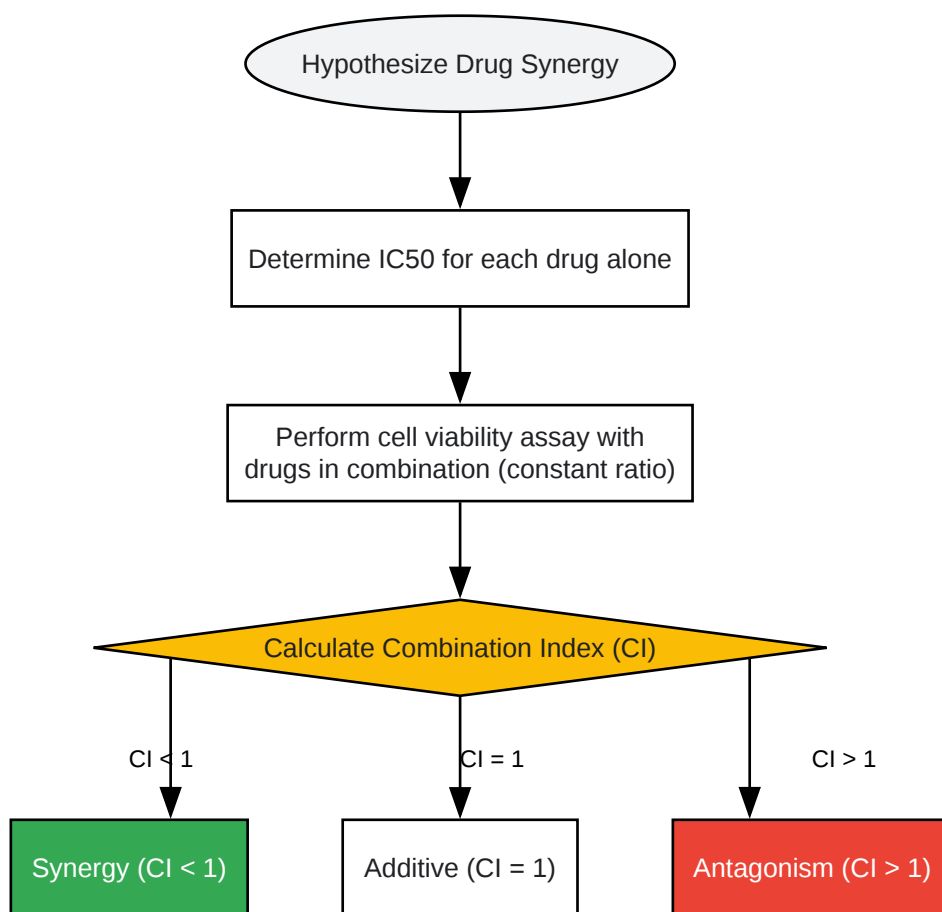 Hypothesize Drug Synergy
Determine IC50 for each drug alone
Perform cell viability assay with
drugs in combination (constant ratio)
Calculate Combination Index (CI)
CI < 1
CI = 1
CI > 1
Synergy (CI < 1)
Additive (CI = 1)
Antagonism (CI > 1)